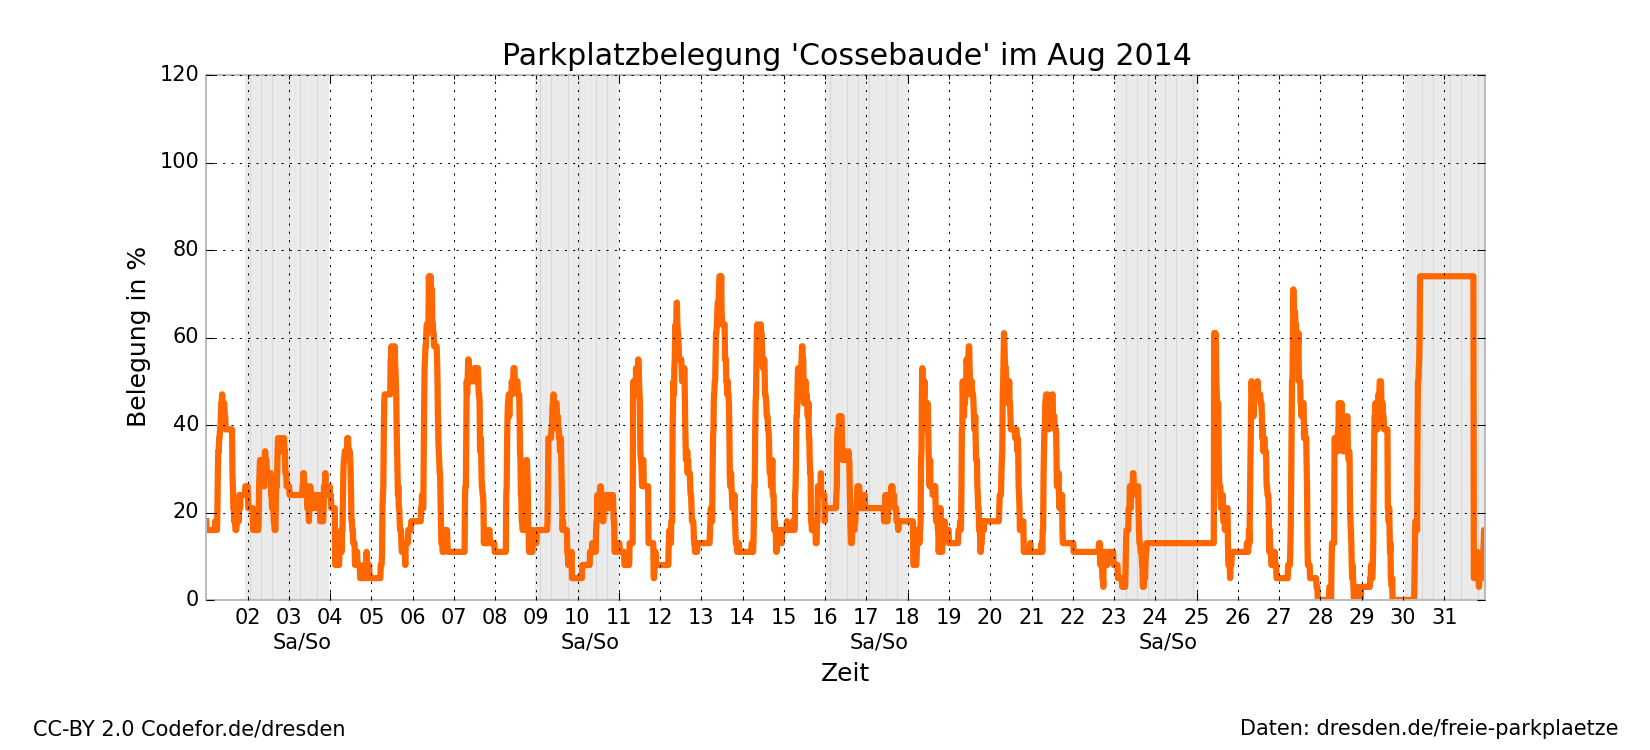 Parkplatzbelegung 'Cossebaude' im Aug 2014
120
100
80
60
40
20
0
Belegung in %
02 03 04 05 06 07 08 09 10 11 12 13 14 15 16 17 18 19 20 21 22 23 24 25 26 27 28 29 30 31
Sa/So Sa/So Sa/So Sa/So
Zeit
CC-BY 2.0 Codefor.de/dresden
Daten: dresden.de/freie-parkplaetze